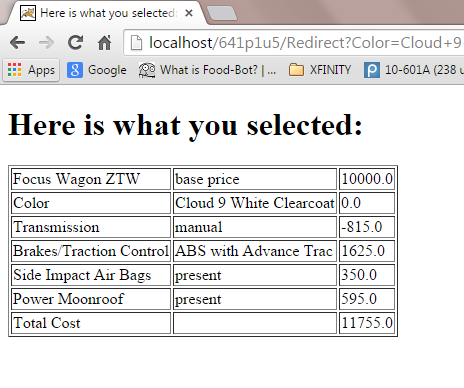 Here is what you selected:
localhost/641p1u5/Redirect?Color=Cloud+9
Apps Google What is Food-Bot? | ... XFINITY 10-601A (238 u
Here is what you selected:
Focus Wagon ZTW base price 10000.0
Color Cloud 9 White Clearcoat 0.0
Transmission manual -815.0
Brakes/Traction Control ABS with Advance Trac 1625.0
Side Impact Air Bags present 350.0
Power Moonroof present 595.0
Total Cost 11755.0